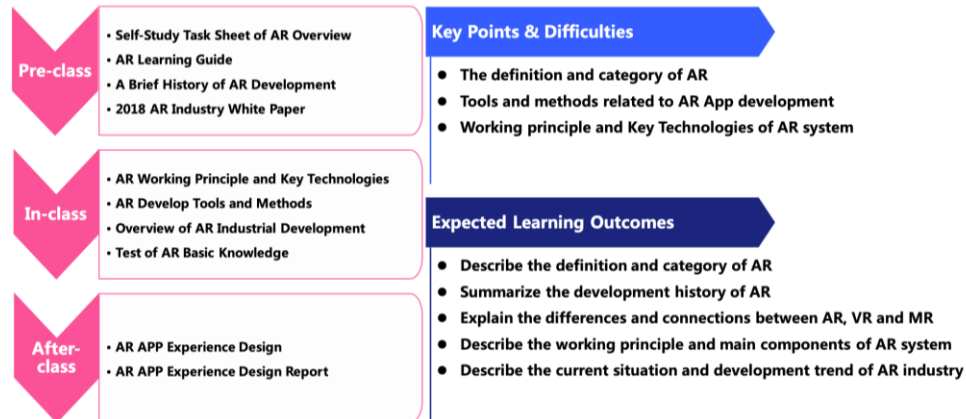 Pre-class
• Self-Study Task Sheet of AR Overview
• AR Learning Guide
• A Brief History of AR Development
• 2018 AR Industry White Paper
In-class
• AR Working Principle and Key Technologies
• AR Develop Tools and Methods
• Overview of AR Industrial Development
• Test of AR Basic Knowledge
After-
class
• AR APP Experience Design
• AR APP Experience Design Report
Key Points & Difficulties
● The definition and category of AR
● Tools and methods related to AR App development
● Working principle and Key Technologies of AR system
Expected Learning Outcomes
● Describe the definition and category of AR
● Summarize the development history of AR
● Explain the differences and connections between AR, VR and MR
● Describe the working principle and main components of AR system
● Describe the current situation and development trend of AR industry